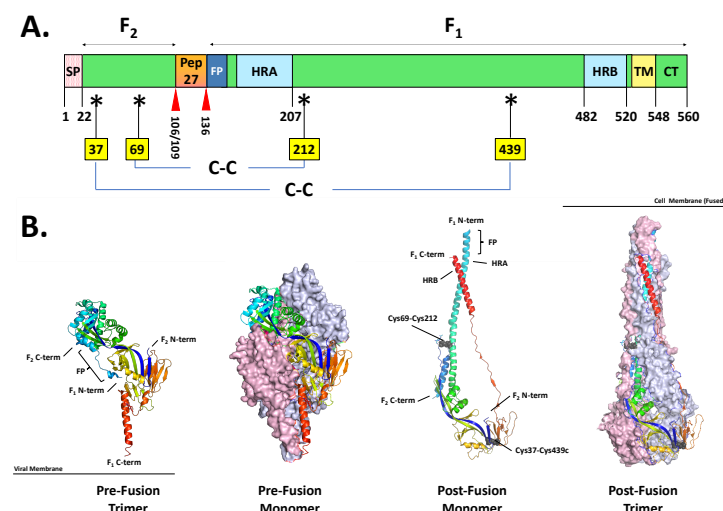 A.
F2
F1
SP
Pep
27
FP
HRA
HRB
TM
CT
1
22
106/109
136
207
482
520
548
560
*
*
*
*
37
69
212
439
C-C
C-C
Cell Membrane (Fused
B.
F1 N-term
FP
F1 C-term
HRA
HRB
Cys69-Cys212
F2 N-term
F2 C-term
FP
F1 N-term
F1 C-term
F2 C-term
F2 N-term
Cys37-Cys439c
Viral Membrane
Pre-Fusion
Trimer
Pre-Fusion
Monomer
Post-Fusion
Monomer
Post-Fusion
Trimer